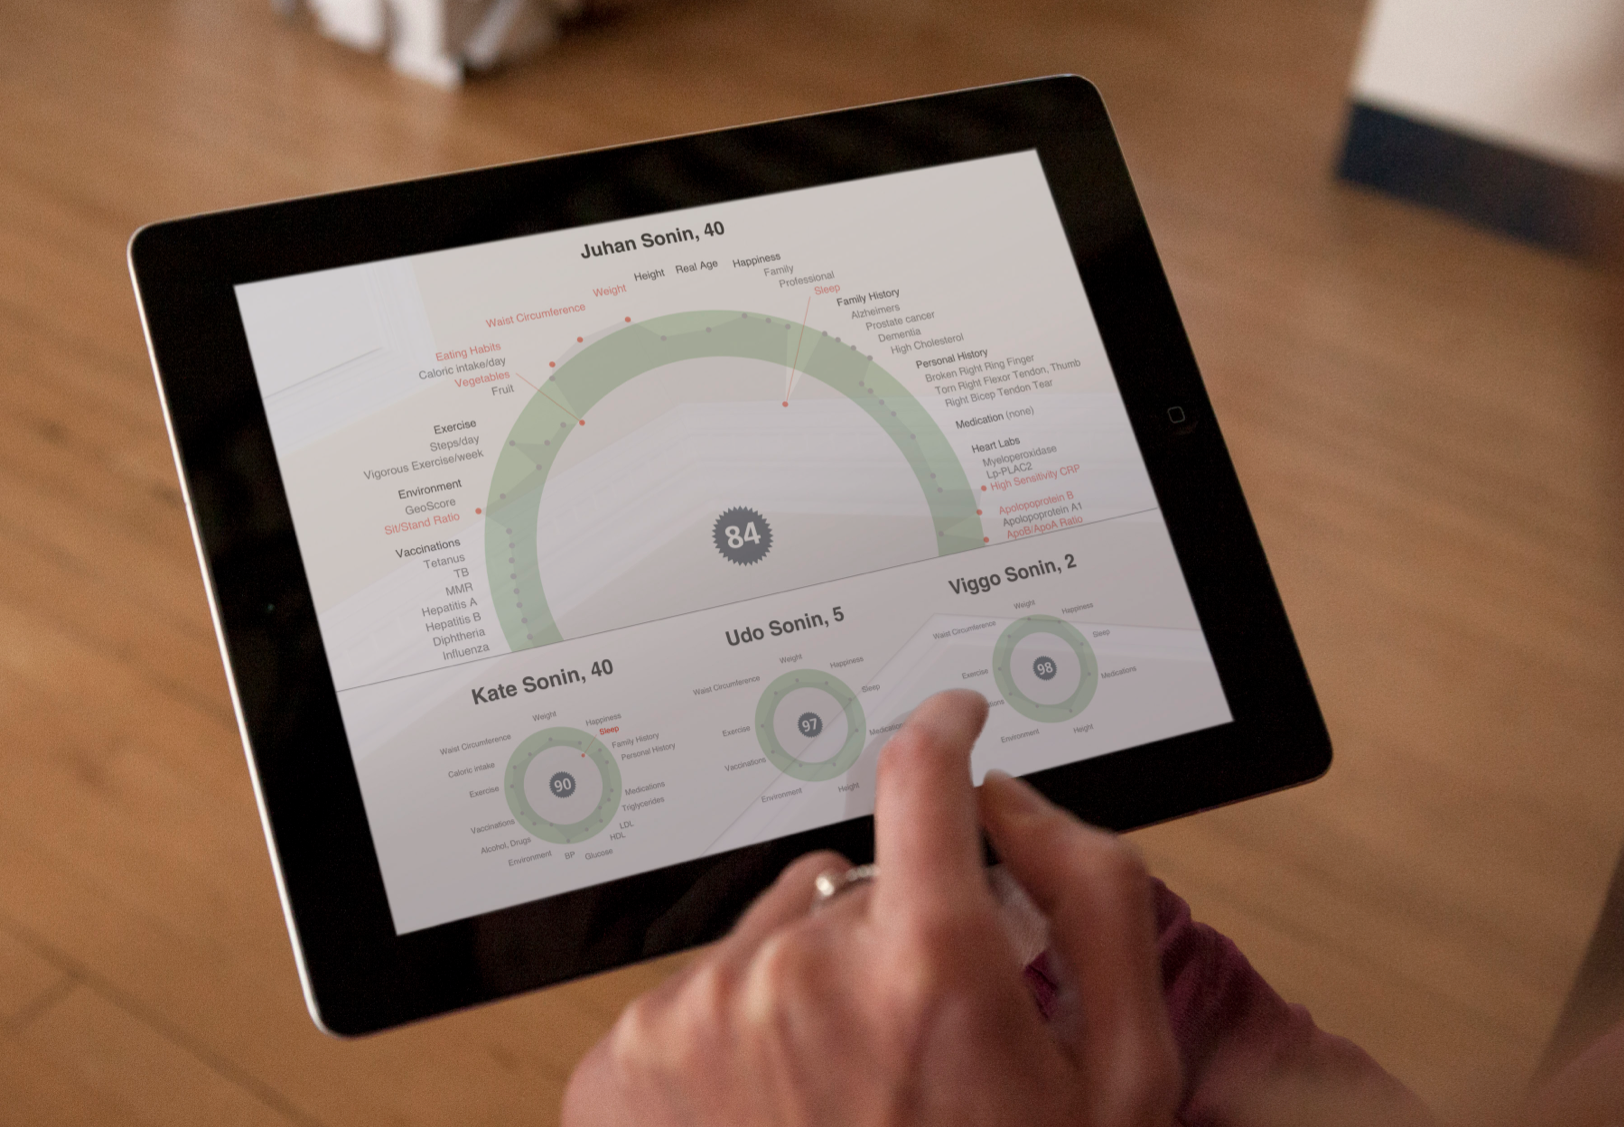 Juhan Sonin, 40
Height
Real Age
Happiness
Family
Professional
Sleep
Family History
Alzheimers
Prostate cancer
Dementia
High Cholesterol
Personal History
Broken Right Ring Finger
Torn Right Flexor Tendon, Thumb
Right Bicep Tendon Tear
Medication (none)
Heart Labs
Myeloperoxidase
Lp-PLAC2
High Sensitivity CRP
Apolopoprotein B
Apolopoprotein A1
ApoB/ApoA Ratio
Weight
Waist Circumference
Eating Habits
Caloric intake/day
Vegetables
Fruit
Exercise
Steps/day
Vigorous Exercise/week
Environment
GeoScore
Sit/Stand Ratio
Vaccinations
Tetanus
TB
MMR
Hepatitis A
Hepatitis B
Diphtheria
Influenza
84
Kate Sonin, 40
Weight
Happiness
Sleep
Family History
Personal History
Medications
Triglycerides
LDL
HDL
Glucose
BP
Environment
Alcohol, Drugs
Vaccinations
Exercise
Caloric Intake
Waist Circumference
90
Udo Sonin, 5
Weight
Happiness
Sleep
Height
Environment
Vaccinations
Exercise
Waist Circumference
97
Viggo Sonin, 2
Weight
Happiness
Sleep
Medications
Height
Environment
Exercise
Waist Circumference
98